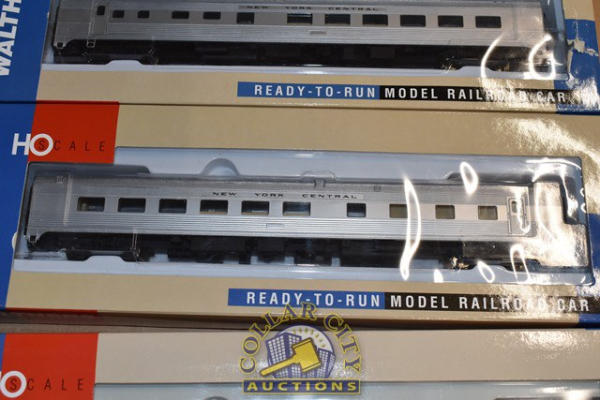 WALTH
NEW YORK CENTRAL
READY-TO-RUN MODEL RAILROAD CAR
HO SCALE
NEW YORK CENTRAL
READY-TO-RUN MODEL RAILROAD CAR
COLLAR CITY
AUCTIONS
HO SCALE